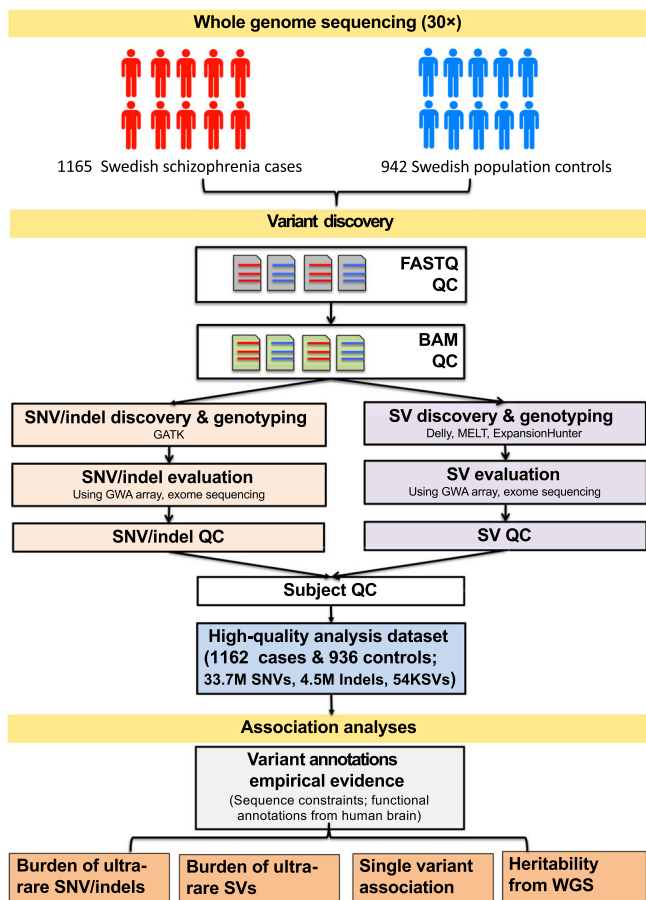 Whole genome sequencing (30×)
1165 Swedish schizophrenia cases
942 Swedish population controls
Variant discovery
FASTQ
QC
BAM
QC
SNV/indel discovery & genotyping
GATK
SV discovery & genotyping
Delly, MELT, ExpansionHunter
SNV/indel evaluation
Using GWA array, exome sequencing
SV evaluation
Using GWA array, exome sequencing
SNV/indel QC
SV QC
Subject QC
High-quality analysis dataset
(1162 cases & 936 controls;
33.7M SNVs, 4.5M Indels, 54KSVs)
Association analyses
Variant annotations
empirical evidence
(Sequence constraints; functional
annotations from human brain)
Burden of ultra-
rare SNV/indels
Burden of ultra-
rare SVs
Single variant
association
Heritability
from WGS